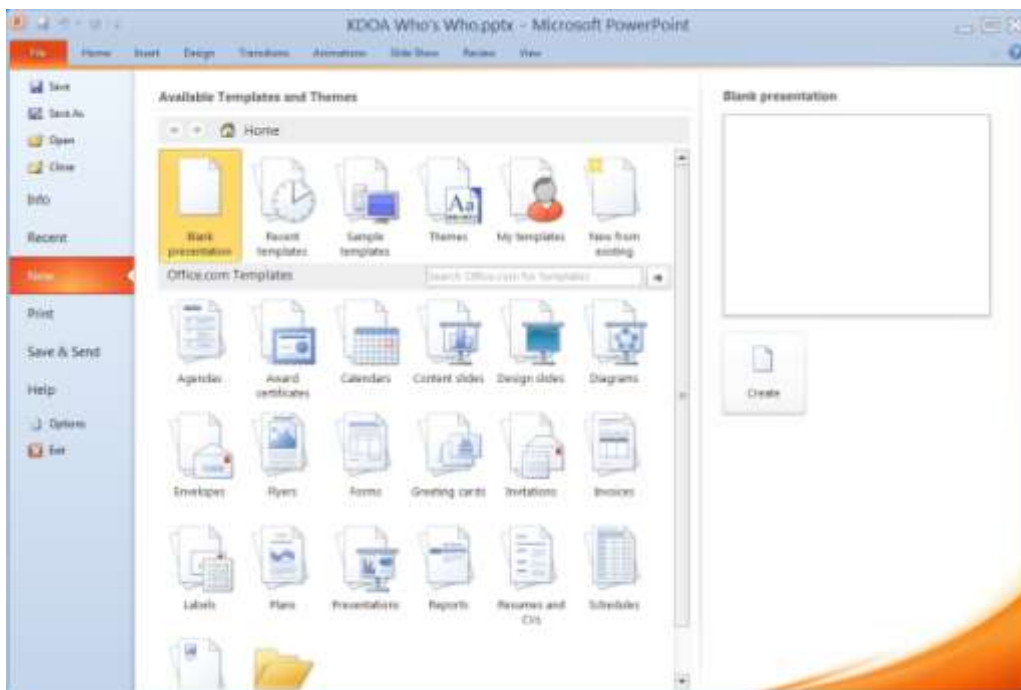 KDOA Who's Who.pptx - Microsoft PowerPoint
File Home Insert Design Transitions Animations Slide Show Review View
Save
Save As
Open
Close
Info
Recent
New
Print
Save & Send
Help
Options
Exit
Available Templates and Themes
Home
Blank presentation
Recent templates
Sample templates
Themes
My templates
New from existing
Office.com Templates
Search Office.com for templates
Agendas
Award certificates
Calendars
Content slides
Design slides
Diagrams
Envelopes
Flyers
Forms
Greeting cards
Invitations
Invoices
Labels
Plans
Presentations
Reports
Resumes and CVs
Schedules
Blank presentation
Create